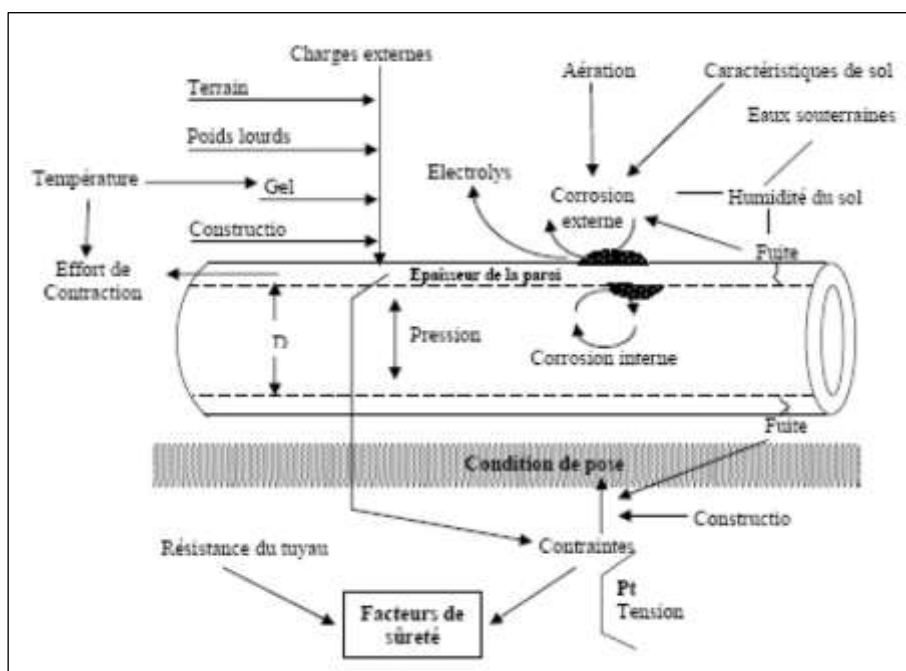 Charges externes
Aération
Caractéristiques de sol
Terrain
Eaux souterraines
Poids lourds
Electrolys
Température
Gel
Corrosion
externe
Humidité du sol
Constructio
Fuite
Effort de
Contraction
Epaisseur de la paroi
D
Pression
Corrosion interne
Fuite
Condition de pose
Constructio
Résistance du tuyau
Contraintes
Pt
Tension
Facteurs de
sûreté